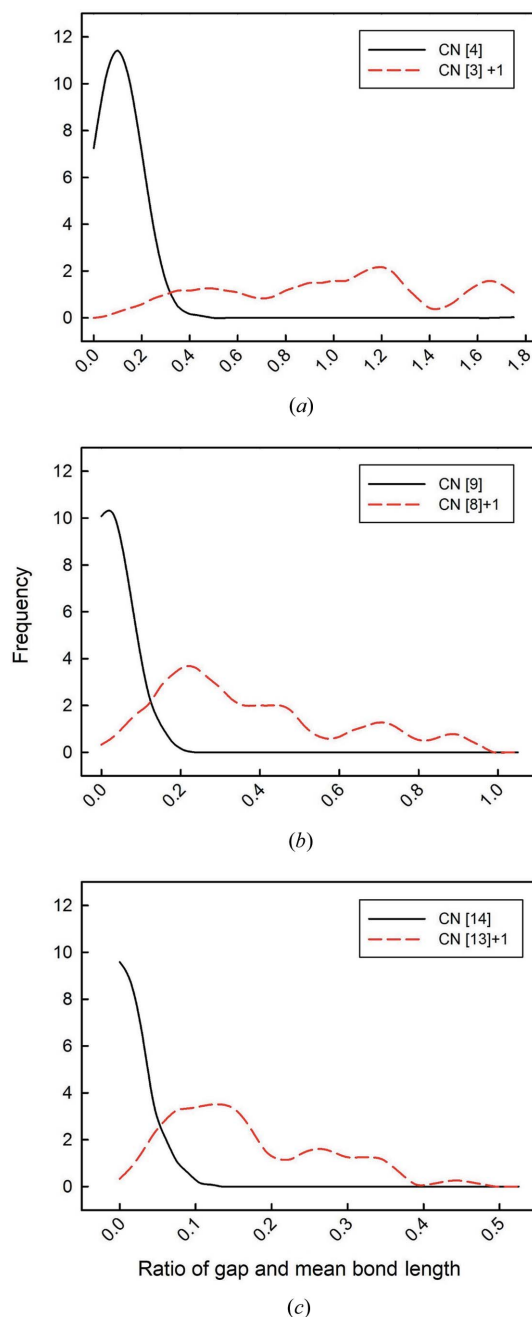 12
10
8
6
4
2
0
CN [4]
CN [3] +1
0.0 0.2 0.4 0.6 0.8 1.0 1.2 1.4 1.6 1.8
(a)
12
10
8
6
4
2
0
Frequency
CN [9]
CN [8]+1
0.0 0.2 0.4 0.6 0.8 1.0
(b)
12
10
8
6
4
2
0
CN [14]
CN [13]+1
0.0 0.1 0.2 0.3 0.4 0.5
Ratio of gap and mean bond length
(c)